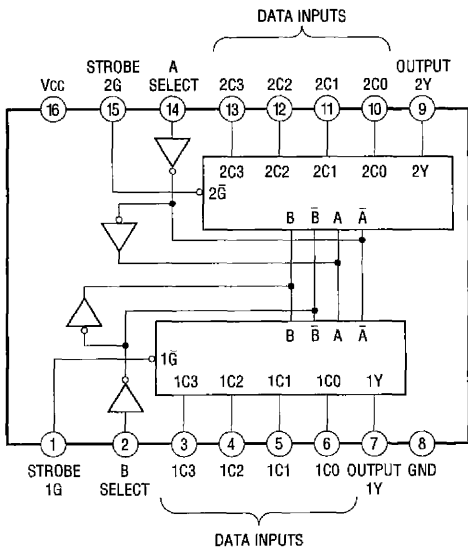 DATA INPUTS
STROBE A OUTPUT
VCC 2G SELECT 2C3 2C2 2C1 2C0 2Y
16 15 14 13 12 11 10 9
2C3 2C2 2C1 2C0 2Y
2G̅
B B̅ A A̅
B B̅ A A̅
1G̅
1C3 1C2 1C1 1C0 1Y
1 2 3 4 5 6 7 8
STROBE B 1C3 1C2 1C1 1C0 OUTPUT GND
1G SELECT 1Y
DATA INPUTS